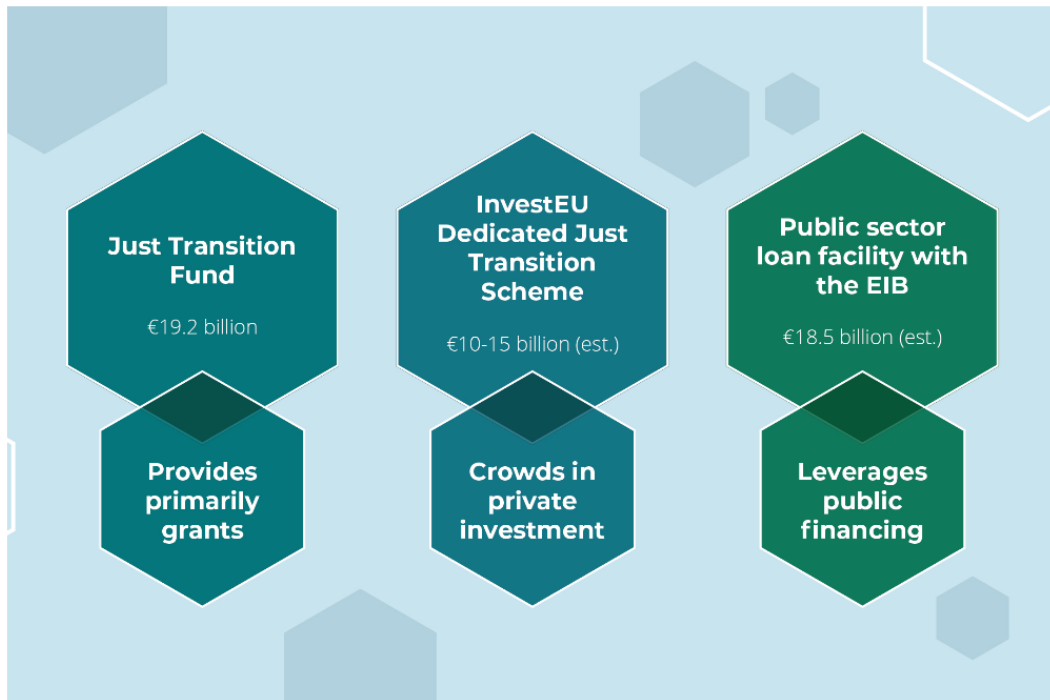 Just Transition
Fund
€19.2 billion
Provides
primarily
grants
InvestEU
Dedicated Just
Transition
Scheme
€10-15 billion (est.)
Crowds in
private
investment
Public sector
loan facility with
the EIB
€18.5 billion (est.)
Leverages
public
financing